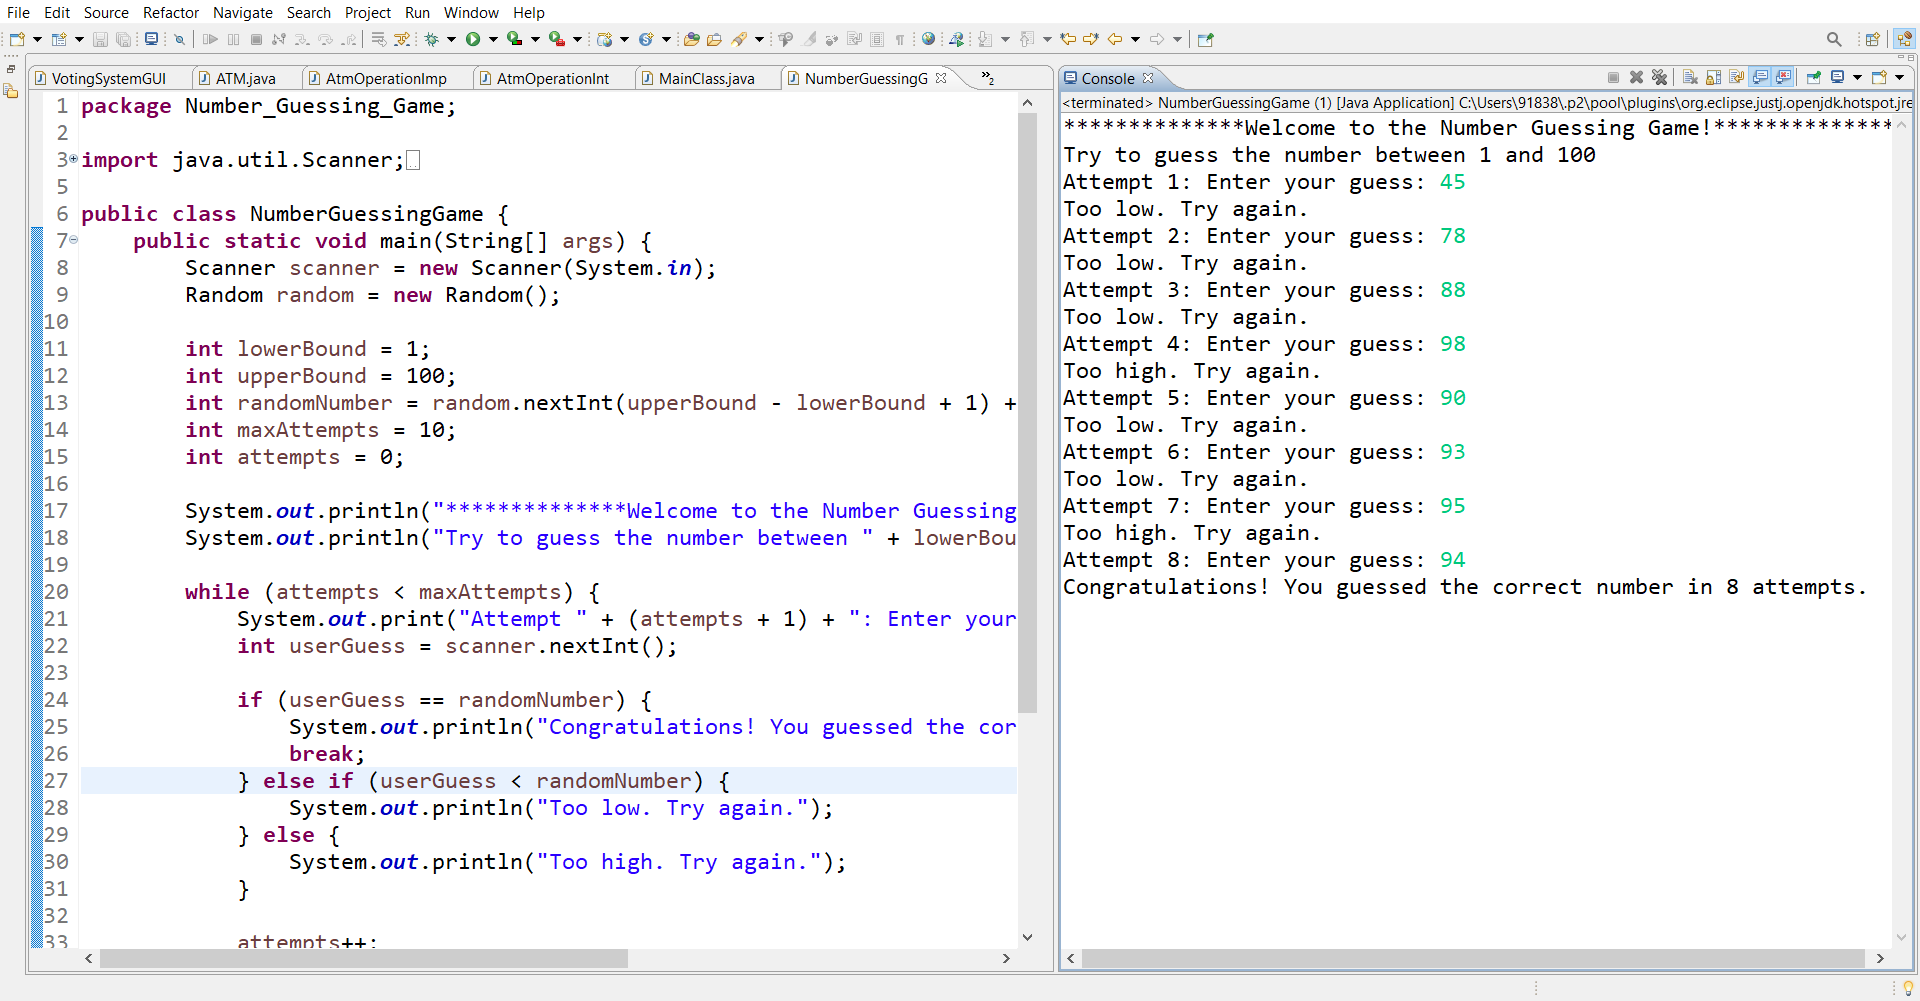 File Edit Source Refactor Navigate Search Project Run Window Help
VotingSystemGUI ATM.java AtmOperationImp AtmOperationInt MainClass.java NumberGuessingG »2
1 package Number_Guessing_Game;
2
3 import java.util.Scanner;
5
6 public class NumberGuessingGame {
7 public static void main(String[] args) {
8 Scanner scanner = new Scanner(System.in);
9 Random random = new Random();
10
11 int lowerBound = 1;
12 int upperBound = 100;
13 int randomNumber = random.nextInt(upperBound - lowerBound + 1) +
14 int maxAttempts = 10;
15 int attempts = 0;
16
17 System.out.println("**************Welcome to the Number Guessing
18 System.out.println("Try to guess the number between " + lowerBou
19
20 while (attempts < maxAttempts) {
21 System.out.print("Attempt " + (attempts + 1) + ": Enter your
22 int userGuess = scanner.nextInt();
23
24 if (userGuess == randomNumber) {
25 System.out.println("Congratulations! You guessed the cor
26 break;
27 } else if (userGuess < randomNumber) {
28 System.out.println("Too low. Try again.");
29 } else {
30 System.out.println("Too high. Try again.");
31 }
32
33 attempts++;
Console
<terminated> NumberGuessingGame (1) [Java Application] C:\Users\91838\.p2\pool\plugins\org.eclipse.justj.openjdk.hotspot.jre
**************Welcome to the Number Guessing Game!**************
Try to guess the number between 1 and 100
Attempt 1: Enter your guess: 45
Too low. Try again.
Attempt 2: Enter your guess: 78
Too low. Try again.
Attempt 3: Enter your guess: 88
Too low. Try again.
Attempt 4: Enter your guess: 98
Too high. Try again.
Attempt 5: Enter your guess: 90
Too low. Try again.
Attempt 6: Enter your guess: 93
Too low. Try again.
Attempt 7: Enter your guess: 95
Too high. Try again.
Attempt 8: Enter your guess: 94
Congratulations! You guessed the correct number in 8 attempts.